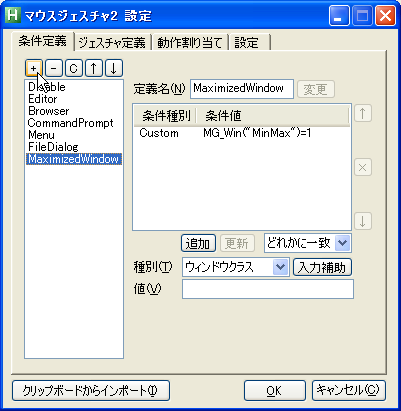 H マウスジェスチャ2 設定
条件定義 ジェスチャ定義 動作割り当て 設定
+ - C ↑ ↓
定義名(N) MaximizedWindow 変更
Disable
Editor
Browser
CommandPrompt
Menu
FileDialog
MaximizedWindow
条件種別 条件値
Custom MG_Win("MinMax")=1
↑
×
↓
追加 更新 どれかに一致
種別(T) ウィンドウクラス 入力補助
値(V)
クリップボードからインポート(I) OK キャンセル(C)